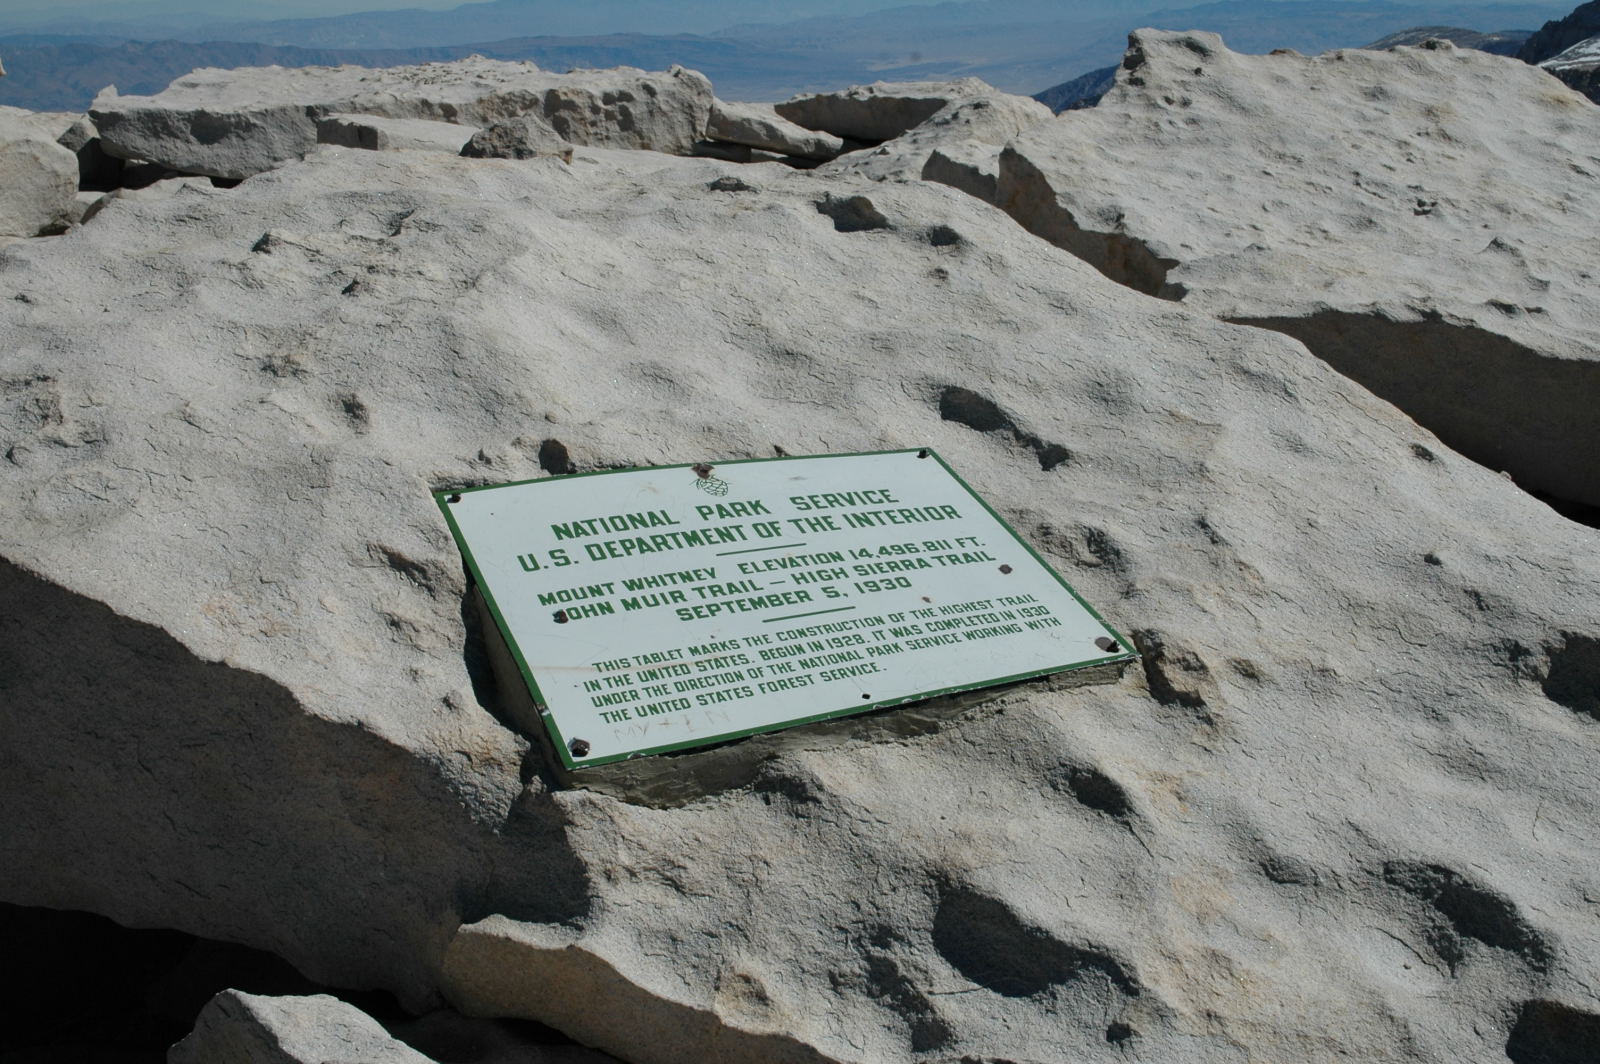 NATIONAL PARK SERVICE
U.S. DEPARTMENT OF THE INTERIOR
MOUNT WHITNEY ELEVATION 14,496.811 FT.
JOHN MUIR TRAIL — HIGH SIERRA TRAIL
SEPTEMBER 5, 1930
THIS TABLET MARKS THE CONSTRUCTION OF THE HIGHEST TRAIL
IN THE UNITED STATES. BEGUN IN 1928. IT WAS COMPLETED IN 1930
UNDER THE DIRECTION OF THE NATIONAL PARK SERVICE WORKING WITH
THE UNITED STATES FOREST SERVICE.